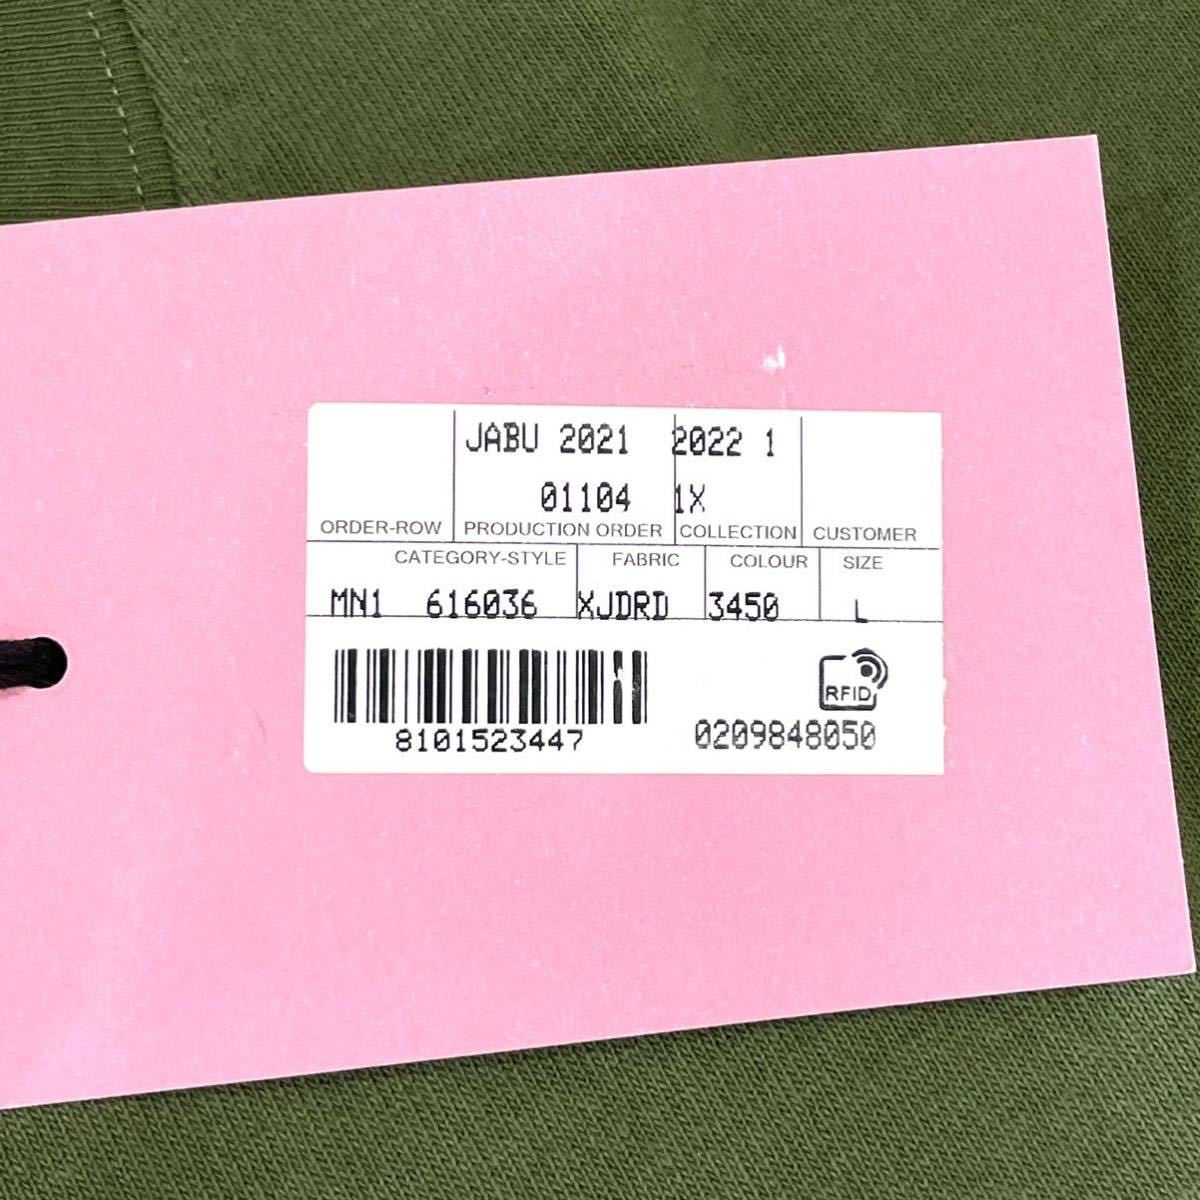 JABU 2021 2022 1
01104 1X
ORDER-ROW PRODUCTION ORDER COLLECTION CUSTOMER
CATEGORY-STYLE FABRIC COLOUR SIZE
MN1 616036 XJDRD 3450 L
RFID
8101523447 0209848050